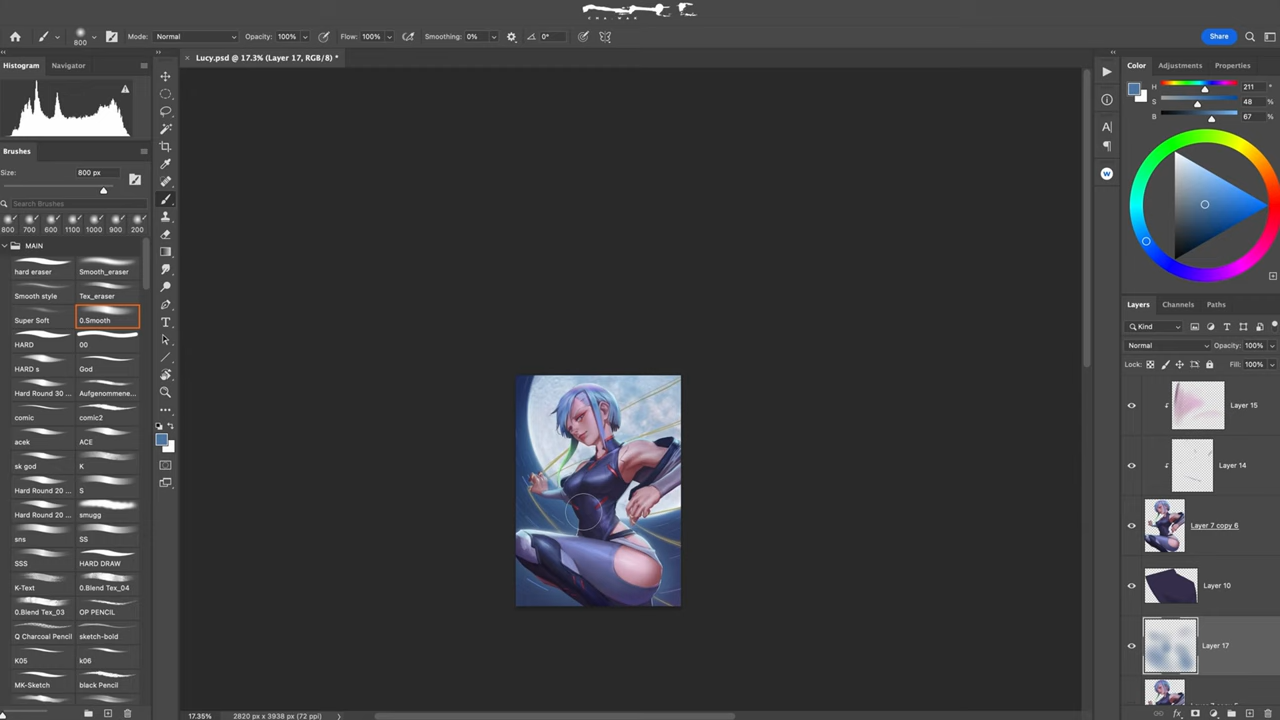 CMA.WAN
800
Mode: Normal
Opacity: 100%
Flow: 100%
Smoothing: 0%
0°
Share
Histogram
Navigator
× Lucy.psd @ 17.3% (Layer 17, RGB/8) *
Brushes
Size:
800 px
Search Brushes
800 700 600 1100 1000 900 200
MAIN
hard eraser
Smooth_eraser
Smooth style
Tex_eraser
Super Soft
0.Smooth
HARD
00
HARD s
God
Hard Round 30 ...
Aufgenommene...
comic
comic2
acek
ACE
sk god
K
Hard Round 20 ...
S
Hard Round 20 ...
smugg
sns
SS
SSS
HARD DRAW
K-Text
0.Blend Tex_04
0.Blend Tex_03
OP PENCIL
Q Charcoal Pencil
sketch-bold
K05
k06
MK-Sketch
black Pencil
17.35%
2820 px x 3938 px (72 ppi)
Color
Adjustments
Properties
H 211 °
S 48 %
B 67 %
Layers
Channels
Paths
Kind
Normal
Opacity: 100%
Lock:
Fill: 100%
Layer 15
Layer 14
Layer 7 copy 6
Layer 10
Layer 17